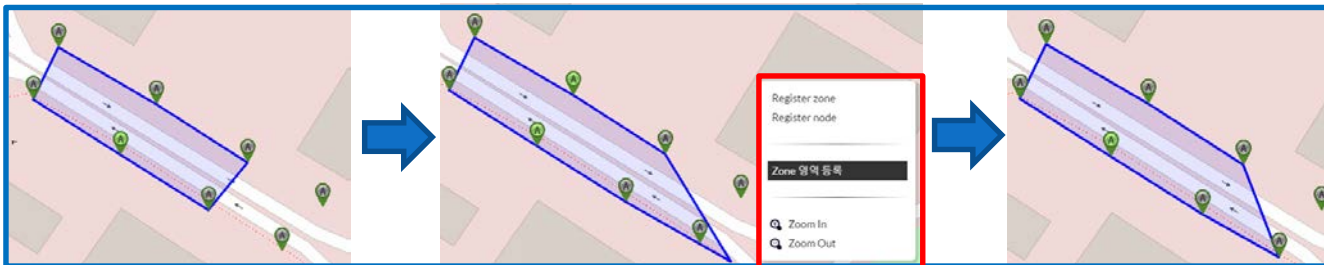 Register zone
Register node
Zone 영역 등록
Zoom In
Zoom Out